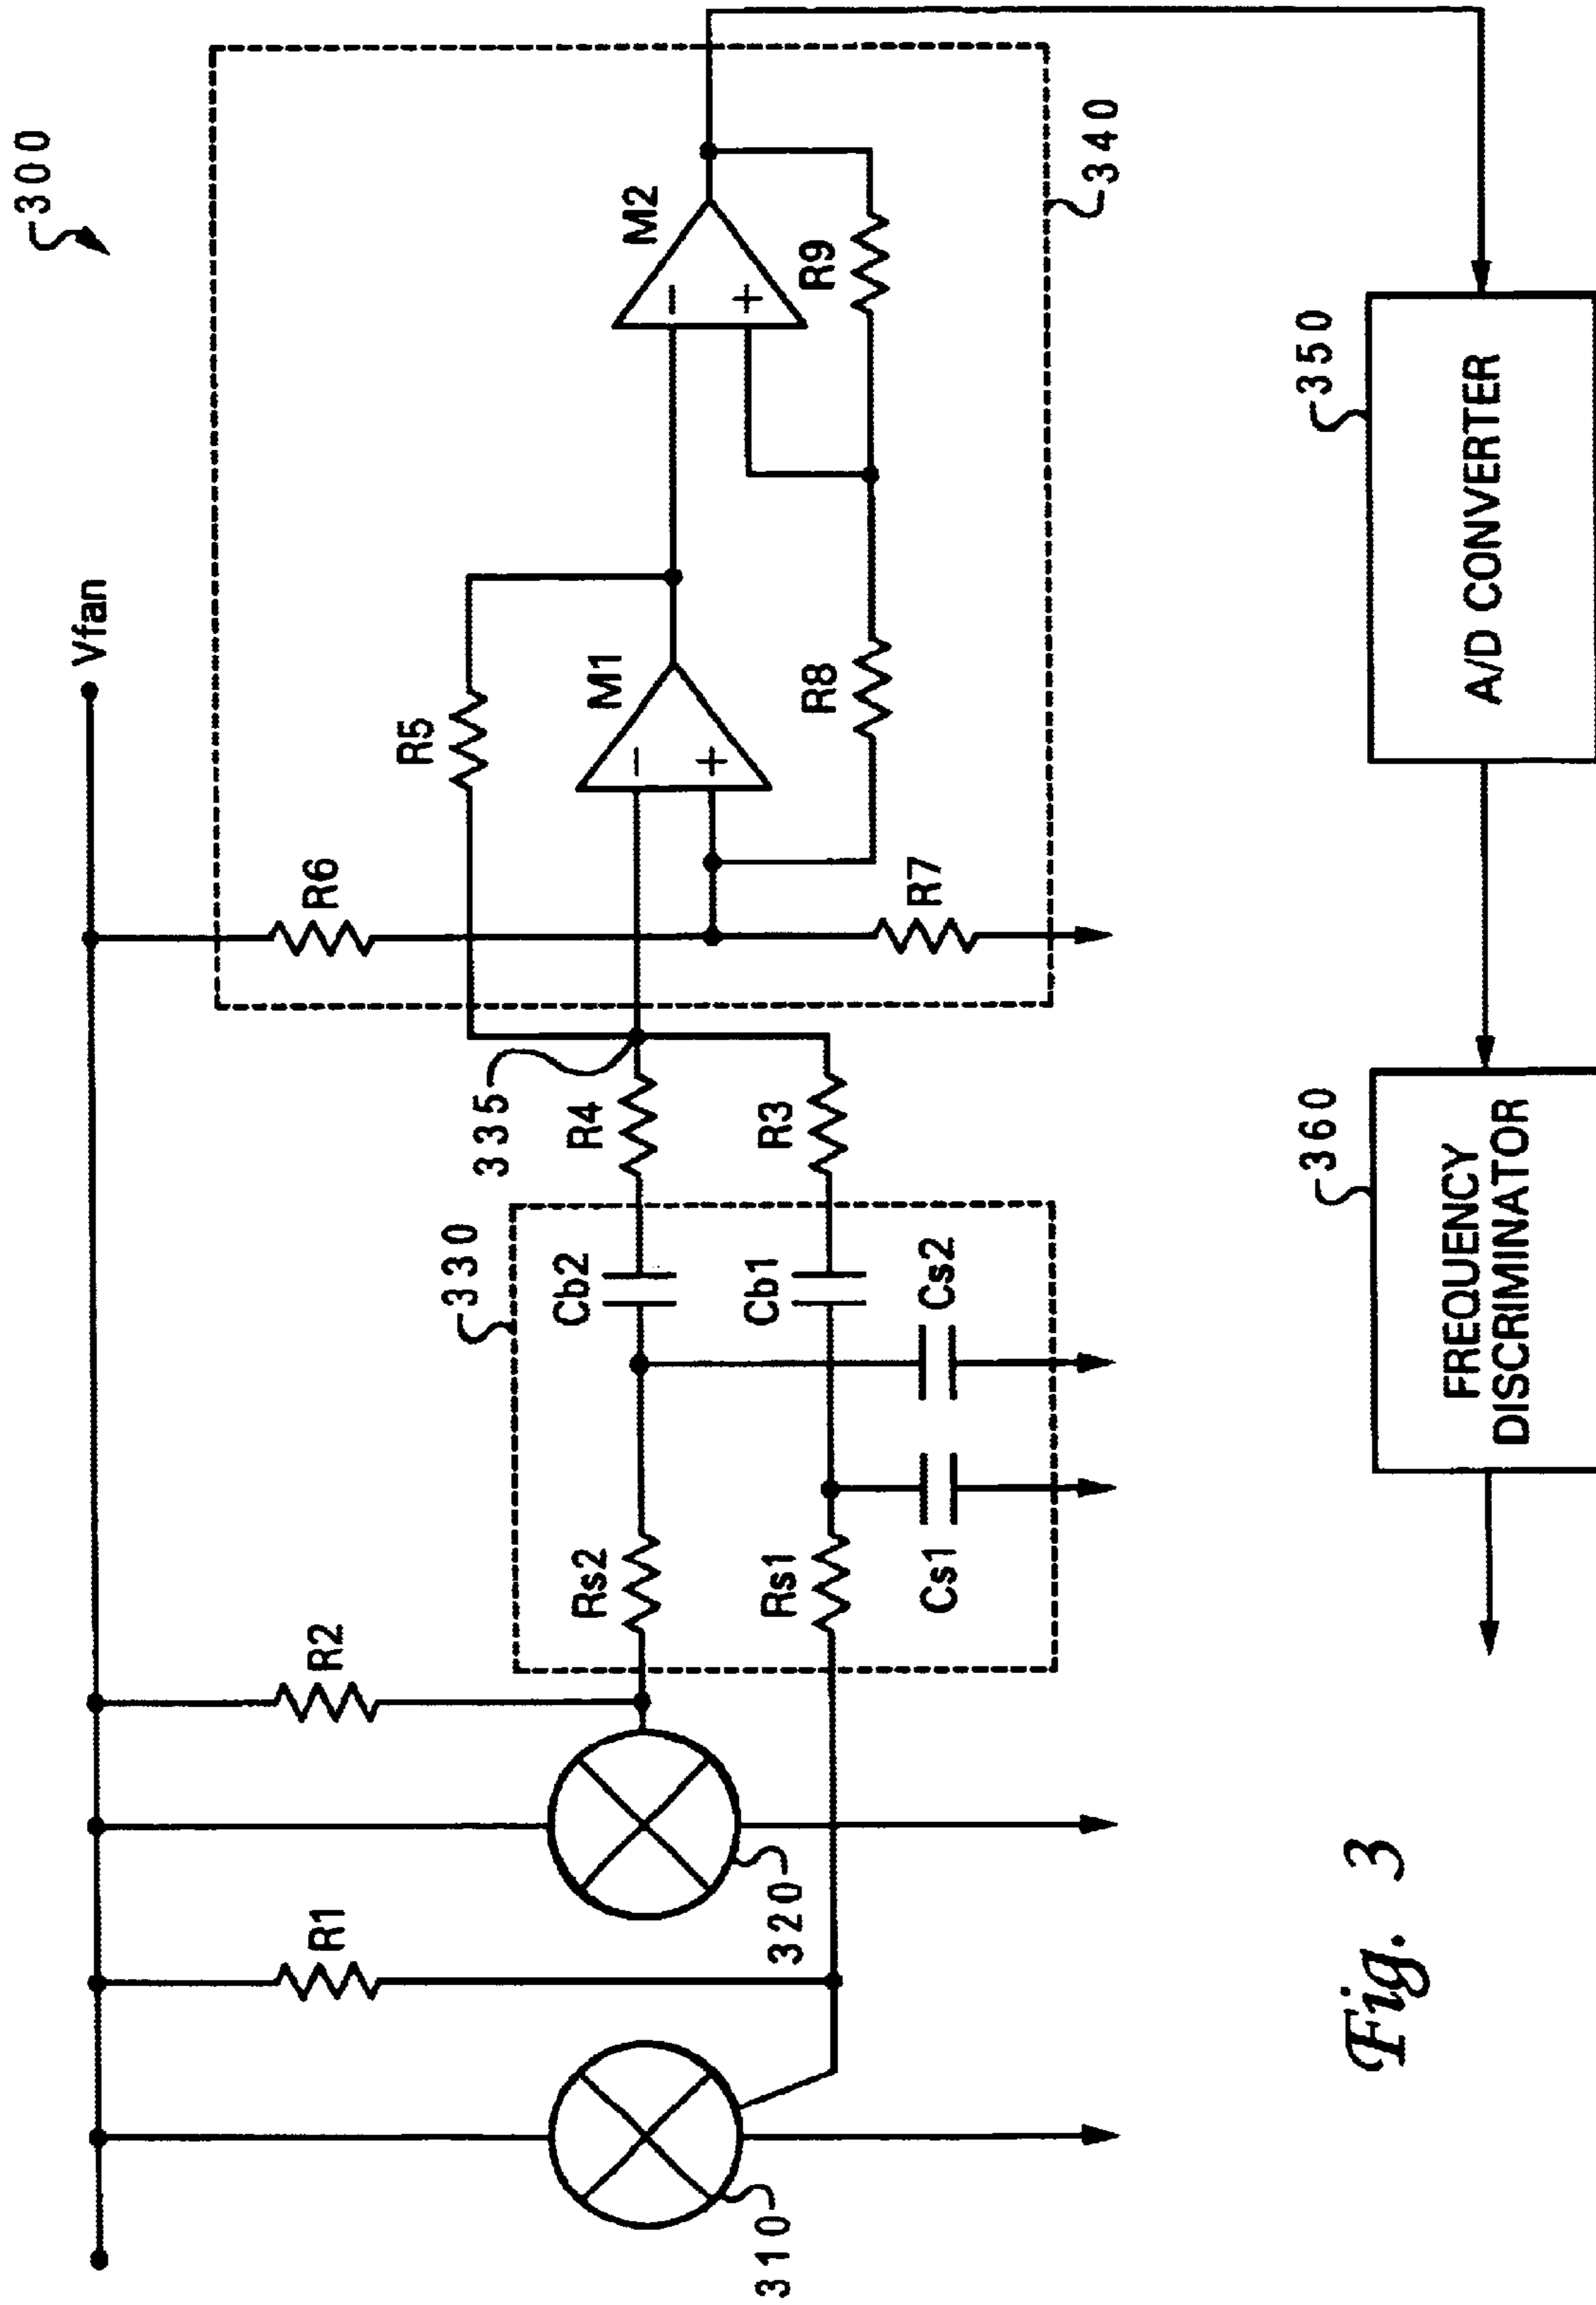 300
Vfan
R6
R5
M1
M2
R8
R9
R7
340
335
R4
R3
330
Cb2
Cb1
Cs2
Rs2
Rs1
Cs1
R2
R1
320
310
−
+
−
+
350
A/D CONVERTER
360
FREQUENCY
DISCRIMINATOR
Fig. 3